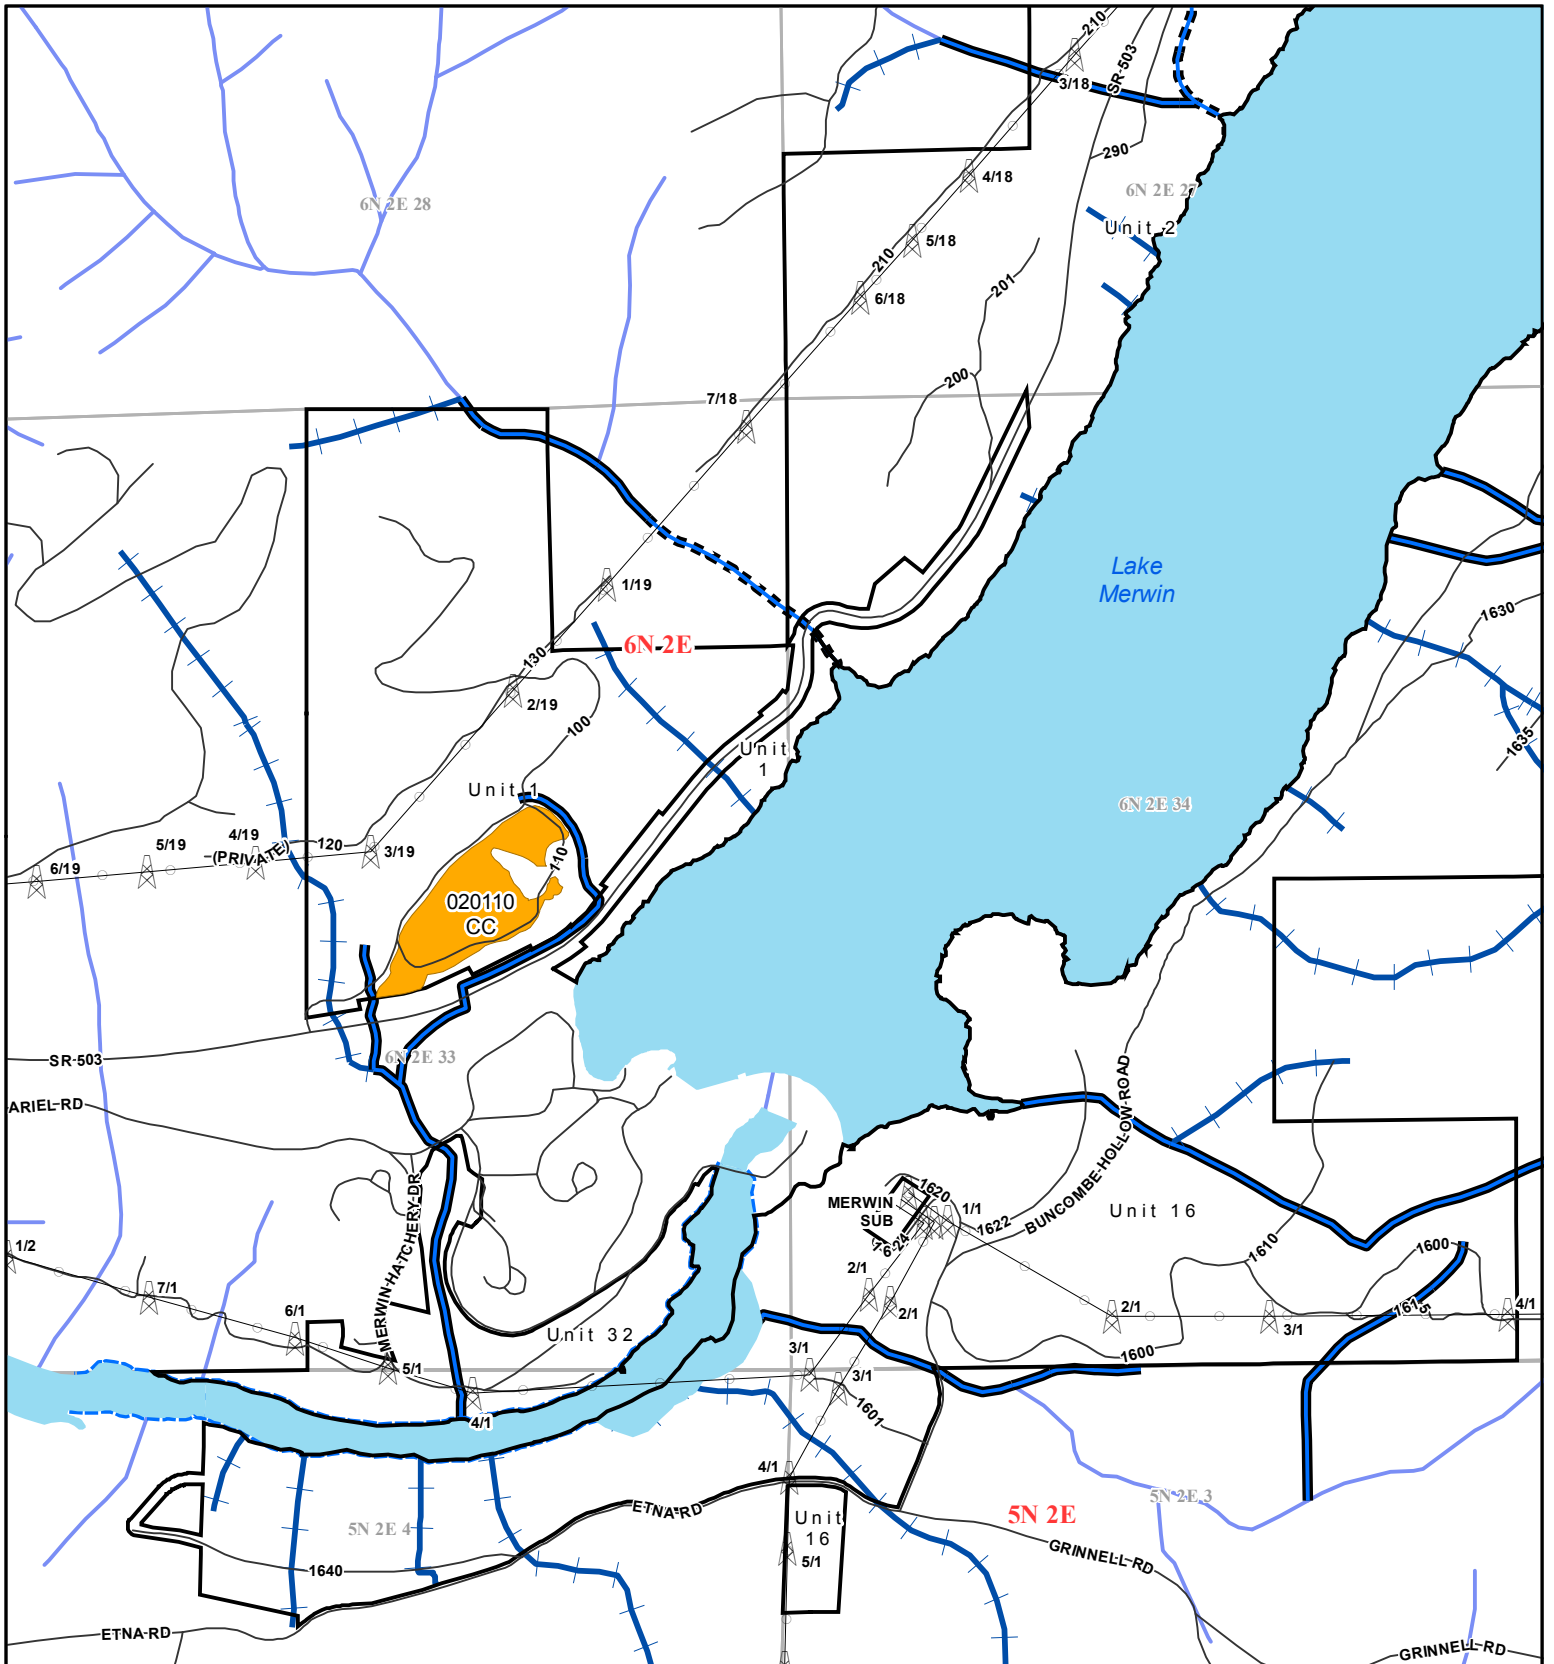 210
SR 503
3/18
290
4/18
6N 2E 28
6N 2E 27
Unit 2
5/18
210
201
6/18
200
7/18
Lake
Merwin
1/19
1630
6N 2E
130
2/19
100
1635
Unit
1
Unit 1
6N 2E 34
5/19
4/19
120
(PRIVATE)
3/19
6/19
110
020110
CC
SR 503
6N 2E 33
ARIEL RD
BUNCOMBE HOLLOW ROAD
MERWIN HATCHERY DR
MERWIN
SUB
1620
1/1
1622
Unit 16
1624
1/2
1610
1600
7/1
2/1
2/1
2/1
1615
4/1
6/1
3/1
Unit 32
5/1
3/1
3/1
1600
4/1
1601
4/1
ETNA RD
5N 2E 3
5N 2E
5N 2E 4
Unit
16
5/1
GRINNELL RD
1640
ETNA RD
GRINNELL RD